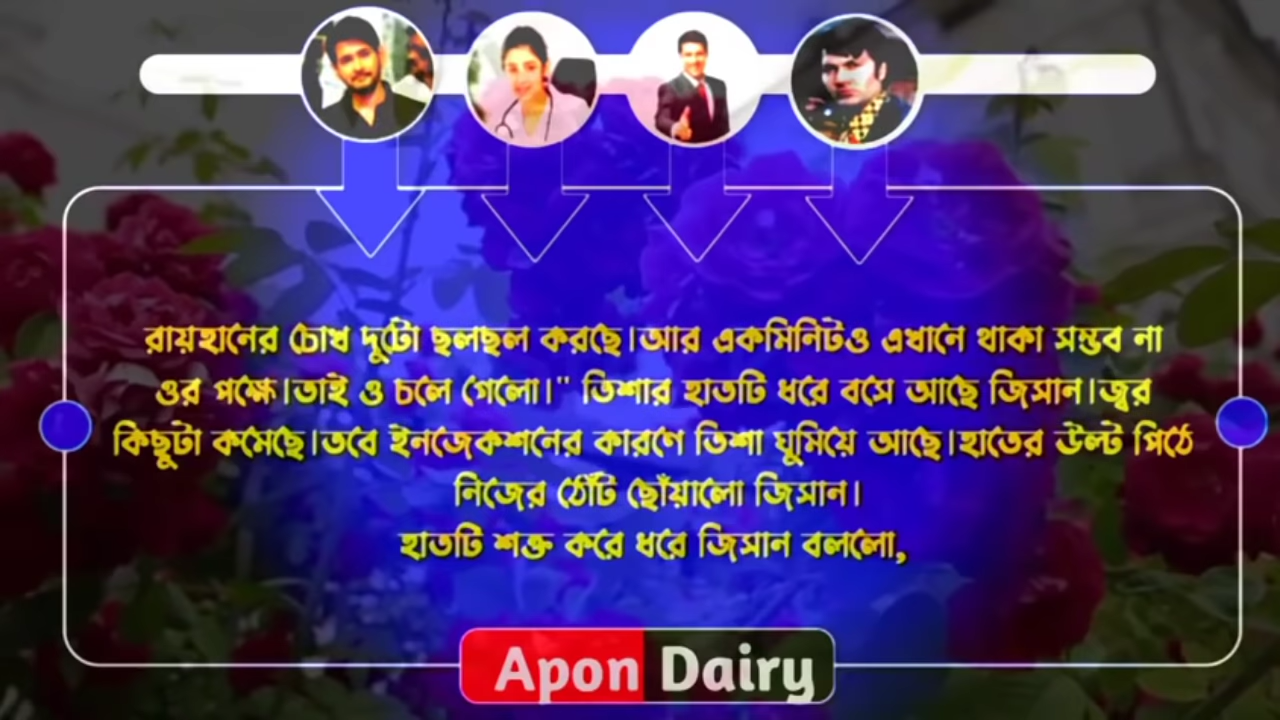 রায়হানের চোখ দুটো ছলছল করছে।আর একমিনিটও এখানে থাকা সম্ভব না
ওর পক্ষে।তাই ও চলে গেলো।" তিশার হাতটি ধরে বসে আছে জিসান।জ্বর
কিছুটা কমেছে।তবে ইনজেকশনের কারণে তিশা ঘুমিয়ে আছে।হাতের উল্ট পিঠে
নিজের ঠোঁট ছোঁয়ালো জিসান।
হাতটি শক্ত করে ধরে জিসান বললো,
Apon Dairy